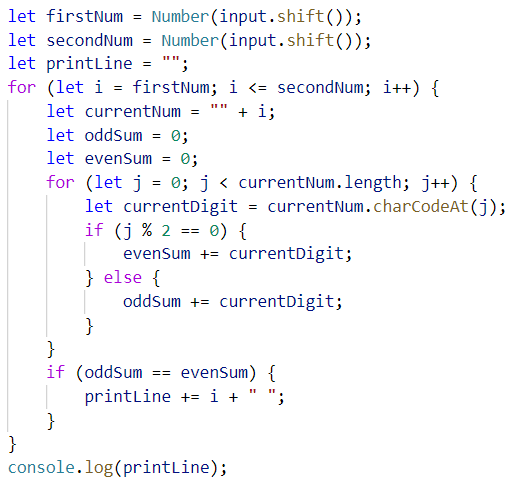 let firstNum = Number(input.shift());
let secondNum = Number(input.shift());
let printLine = "";
for (let i = firstNum; i <= secondNum; i++) {
    let currentNum = "" + i;
    let oddSum = 0;
    let evenSum = 0;
    for (let j = 0; j < currentNum.length; j++) {
        let currentDigit = currentNum.charCodeAt(j);
        if (j % 2 == 0) {
            evenSum += currentDigit;
        } else {
            oddSum += currentDigit;
        }
    }
    if (oddSum == evenSum) {
        printLine += i + " ";
    }
}
console.log(printLine);